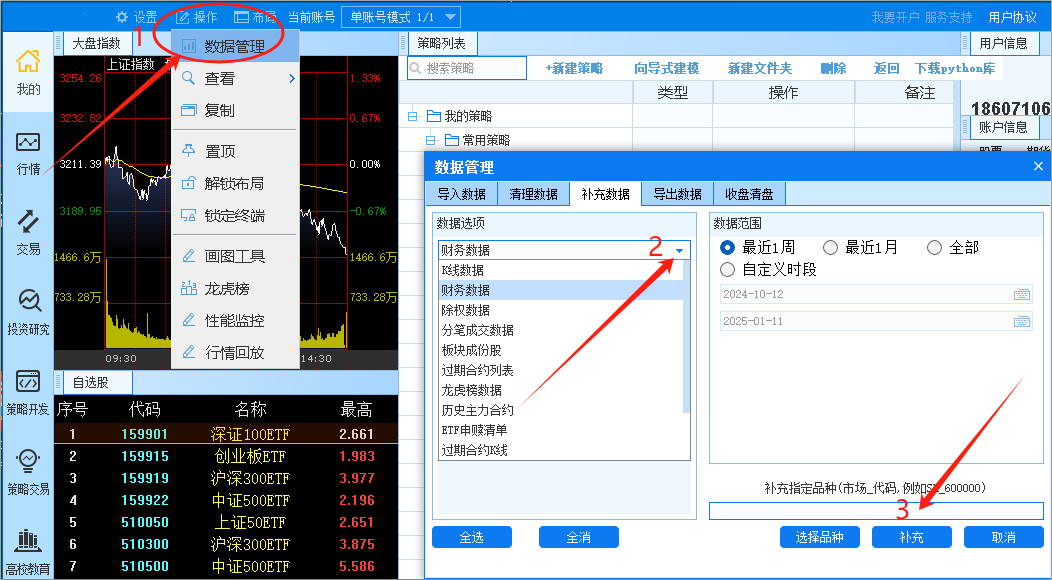 设置 操作 布局 当前账号 单账号模式 1/1 我要开户 服务支持 用户协议
1
我的
行情
交易
投资研究
策略开发
策略交易
高校教育
大盘指数
上证指数
3254.26
3232.82
3211.39
3189.95
1466.6万
733.28万
1.33%
0.67%
0.00%
-0.67%
1466.6万
733.28万
09:30 14:30
数据管理
查看
复制
置顶
解锁布局
锁定终端
画图工具
龙虎榜
性能监控
行情回放
自选股
序号 代码 名称 最高
1 159901 深证100ETF 2.661
2 159915 创业板ETF 1.983
3 159919 沪深300ETF 3.977
4 159922 中证500ETF 2.196
5 510050 上证50ETF 2.651
6 510300 沪深300ETF 3.875
7 510500 中证500ETF 5.586
策略列表
搜索策略 +新建策略 向导式建模 新建文件夹 删除 返回 下载python库
类型 操作 备注
我的策略
常用策略
用户信息
18607106
账户信息
股票 期货
数据管理
导入数据 清理数据 补充数据 导出数据 收盘清盘
数据选项
财务数据
2
K线数据
财务数据
除权数据
分笔成交数据
板块成份股
过期合约列表
龙虎榜数据
历史主力合约
ETF申赎清单
过期合约K线
全选 全消
数据范围
最近1周 最近1月 全部
自定义时段
2024-10-12
2025-01-11
补充指定品种(市场_代码,例如SH_600000)
3
选择品种 补充 取消